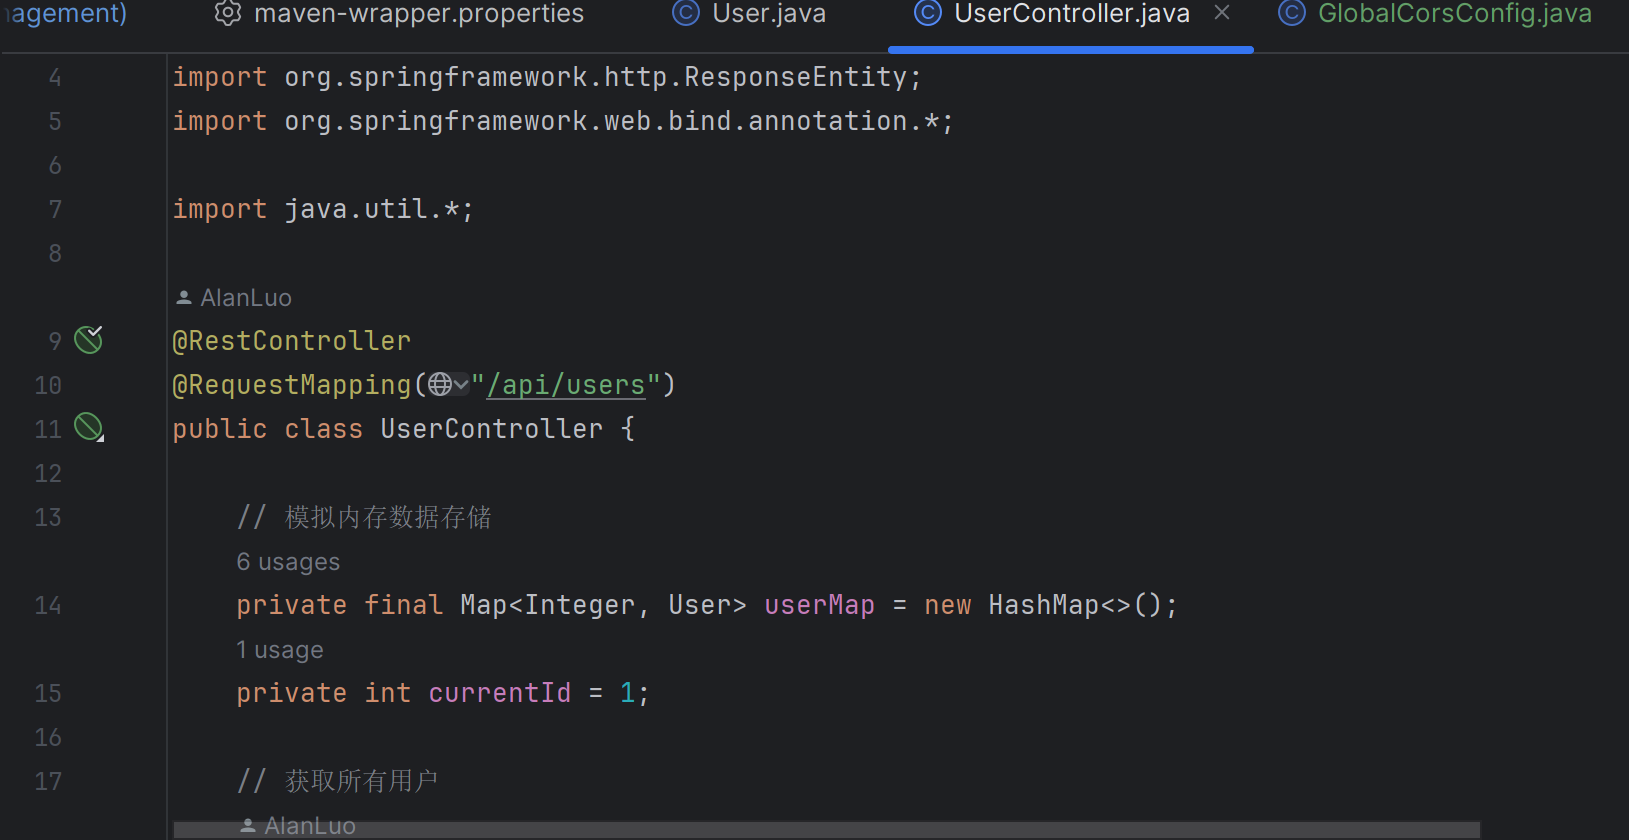 nagement) maven-wrapper.properties User.java UserController.java GlobalCorsConfig.java
4 import org.springframework.http.ResponseEntity;
5 import org.springframework.web.bind.annotation.*;
6
7 import java.util.*;
8
AlanLuo
9 @RestController
10 @RequestMapping("/api/users")
11 public class UserController {
12
13 // 模拟内存数据存储
6 usages
14 private final Map<Integer, User> userMap = new HashMap<>();
1 usage
15 private int currentId = 1;
16
17 // 获取所有用户
AlanLuo